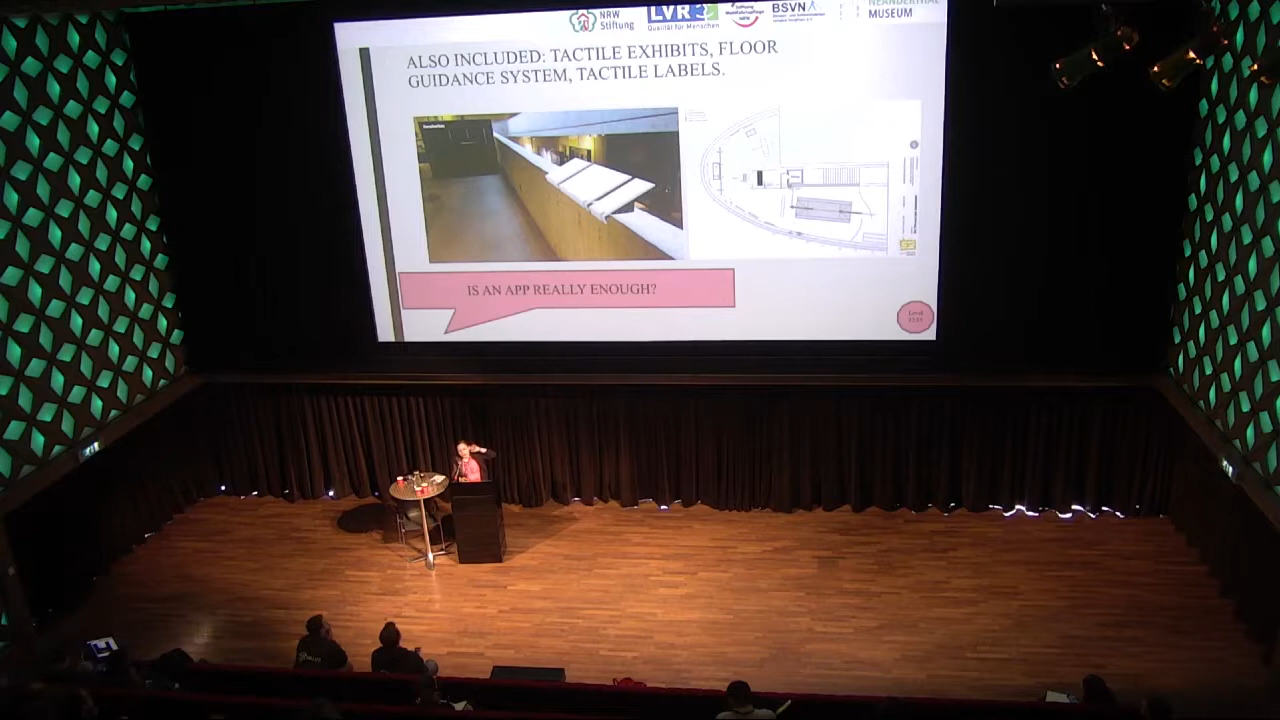 NRW
Stiftung
LVR
Qualität für Menschen
BSVN
NEANDERTHAL
MUSEUM
ALSO INCLUDED: TACTILE EXHIBITS, FLOOR
GUIDANCE SYSTEM, TACTILE LABELS.
IS AN APP REALLY ENOUGH?
Level